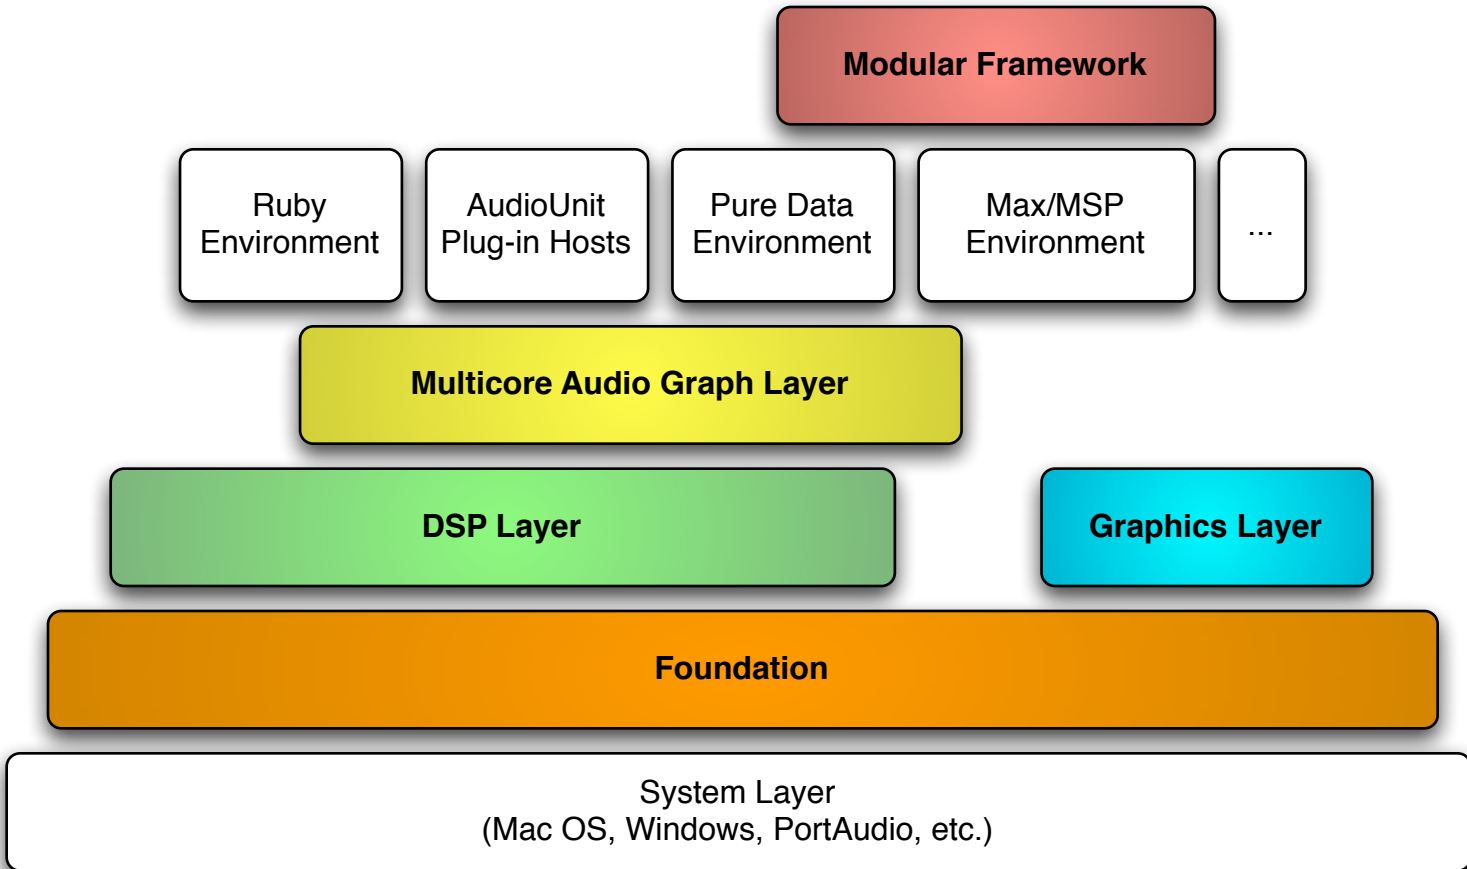 Modular Framework
Ruby
Environment
AudioUnit
Plug-in Hosts
Pure Data
Environment
Max/MSP
Environment
...
Multicore Audio Graph Layer
DSP Layer
Graphics Layer
Foundation
System Layer
(Mac OS, Windows, PortAudio, etc.)